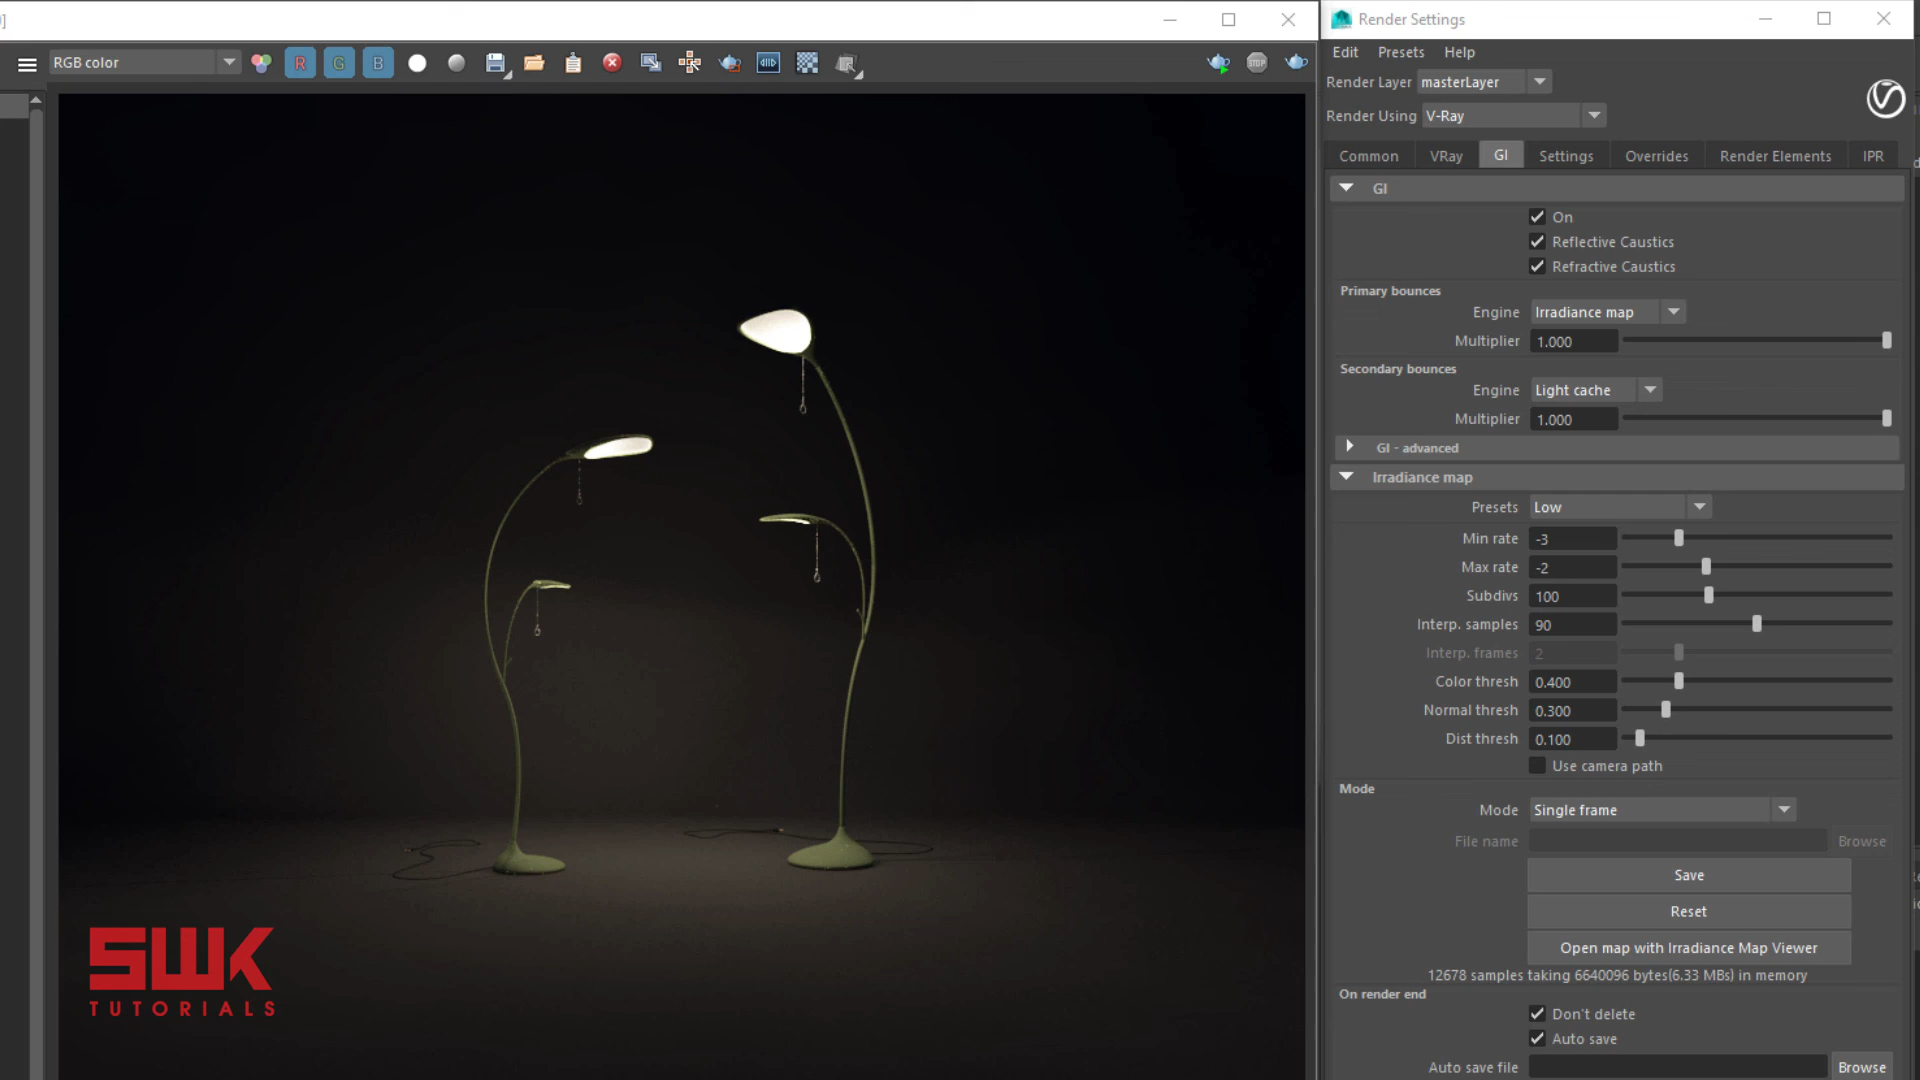 RGB color
R G B
STOP
SWK
TUTORIALS
Render Settings
Edit Presets Help
Render Layer masterLayer
Render Using V-Ray
Common VRay GI Settings Overrides Render Elements IPR
GI
On
Reflective Caustics
Refractive Caustics
Primary bounces
Engine Irradiance map
Multiplier 1.000
Secondary bounces
Engine Light cache
Multiplier 1.000
GI - advanced
Irradiance map
Presets Low
Min rate -3
Max rate -2
Subdivs 100
Interp. samples 90
Interp. frames 2
Color thresh 0.400
Normal thresh 0.300
Dist thresh 0.100
Use camera path
Mode
Mode Single frame
File name Browse
Save
Reset
Open map with Irradiance Map Viewer
12678 samples taking 6640096 bytes(6.33 MBs) in memory
On render end
Don't delete
Auto save
Auto save file Browse